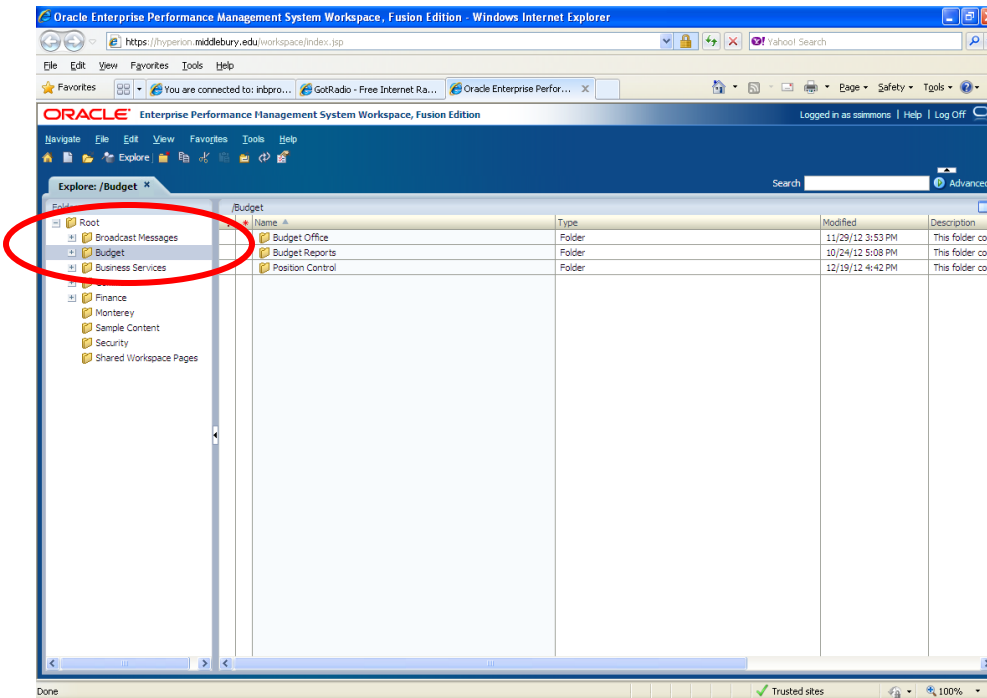 Oracle Enterprise Performance Management System Workspace, Fusion Edition - Windows Internet Explorer
https://hyperion.middlebury.edu/workspace/index.jsp
Yahoo! Search
File Edit View Favorites Tools Help
Favorites You are connected to: inbpro... GotRadio - Free Internet Ra... Oracle Enterprise Perfor... X Page Safety Tools
ORACLE Enterprise Performance Management System Workspace, Fusion Edition Logged in as ssimmons | Help | Log Off
Navigate File Edit View Favorites Tools Help
Explore
Explore: /Budget Search Advanced
/Budget
Root Name Type Modified Description
Broadcast Messages Budget Office Folder 11/29/12 3:53 PM This folder co
Budget Budget Reports Folder 10/24/12 5:08 PM This folder co
Business Services Position Control Folder 12/19/12 4:42 PM This folder co
Finance
Monterey
Sample Content
Security
Shared Workspace Pages
Done Trusted sites 100%